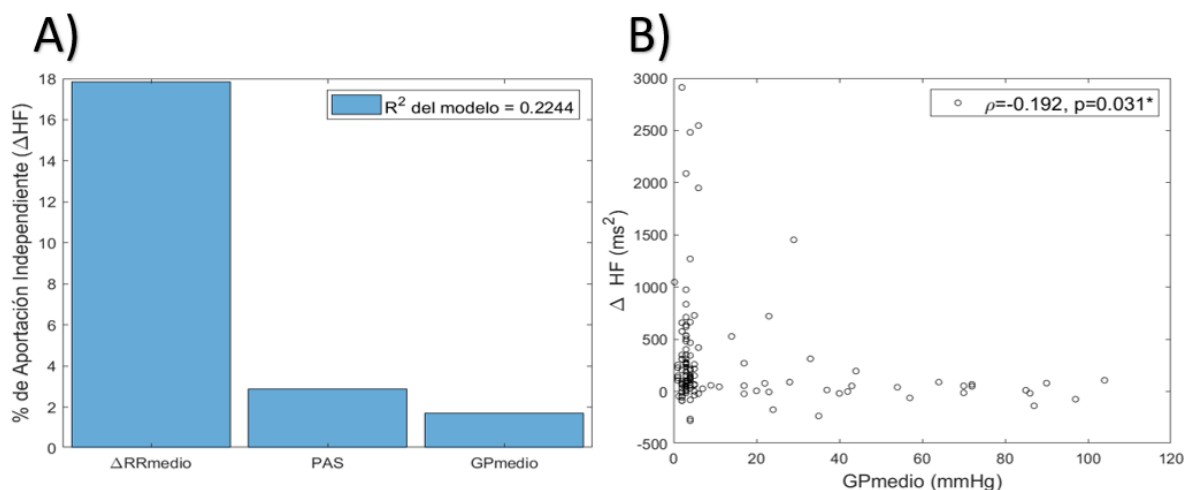 A)
18
16
14
12
10
8
6
4
2
0
% de Aportación Independiente (ΔHF)
R² del modelo = 0.2244
ΔRRmedio PAS GPmedio
B)
3000
2500
2000
1500
1000
500
0
-500
Δ HF (ms²)
ρ=-0.192, p=0.031*
0 20 40 60 80 100 120
GPmedio (mmHg)